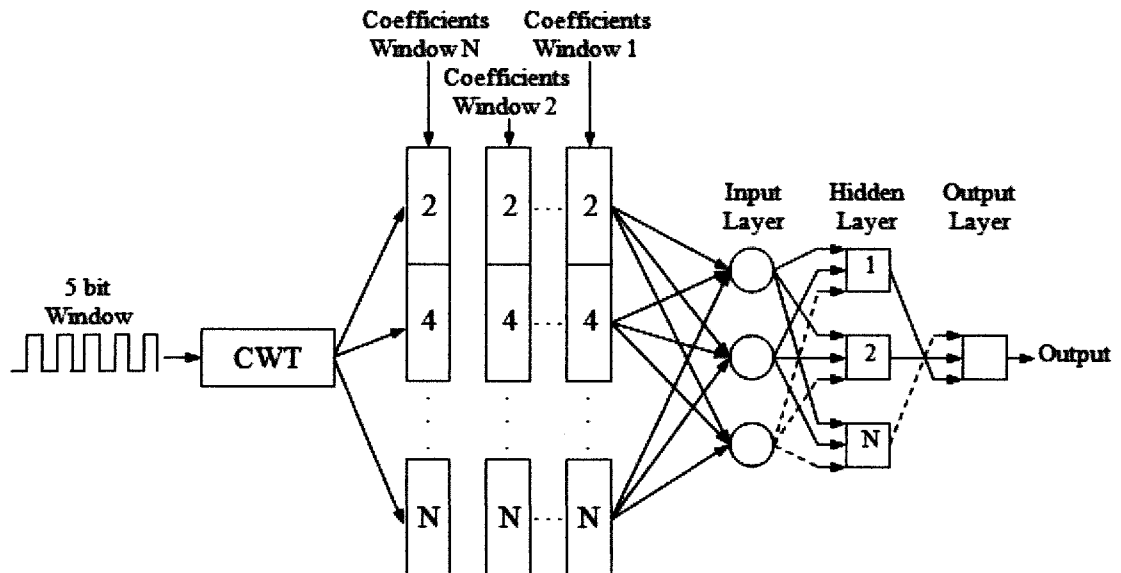 Coefficients
Window N
Coefficients
Window 1
Coefficients
Window 2
2 2 2
4 4 4
N N N
5 bit
Window
CWT
Input
Layer
Hidden
Layer
Output
Layer
1
2
N
Output